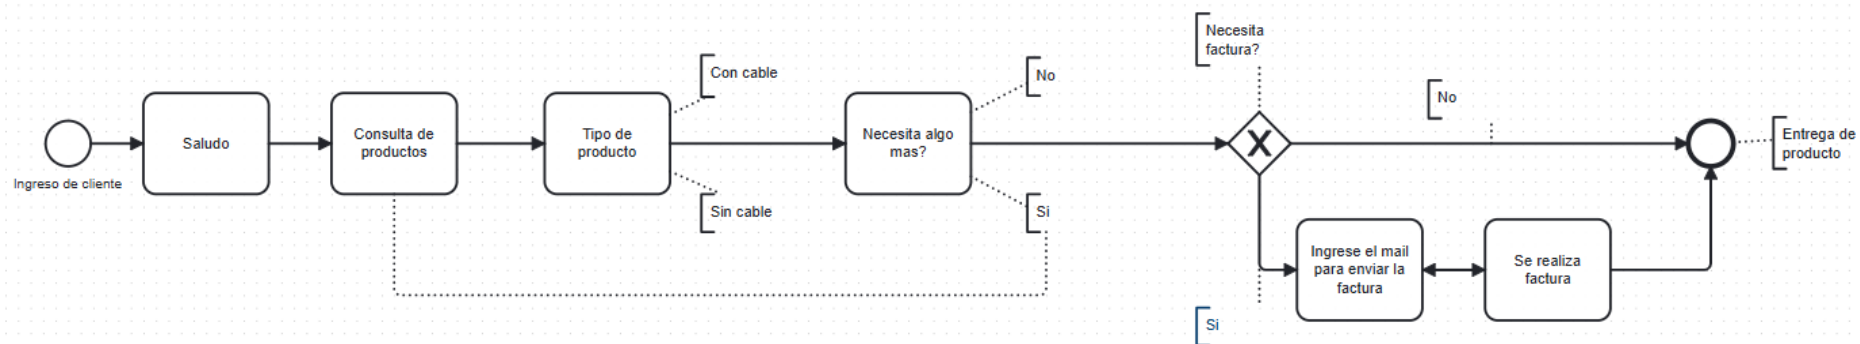 Ingreso de cliente
Saludo
Consulta de
productos
Tipo de
producto
Con cable
Sin cable
Necesita algo
mas?
No
Si
Necesita
factura?
No
Si
Ingrese el mail
para enviar la
factura
Se realiza
factura
Entrega de
producto